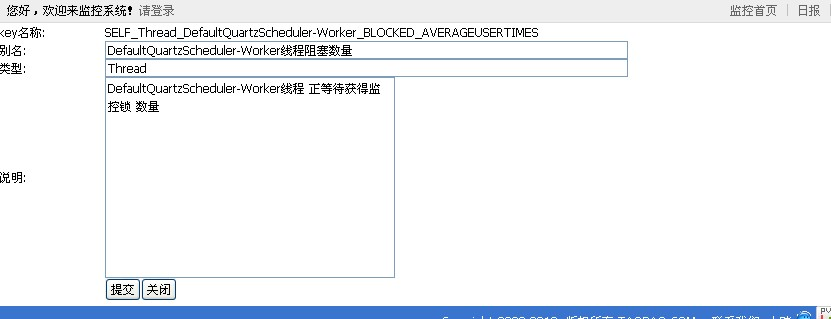 您好，欢迎来监控系统! 请登录
监控首页 | 日报
key名称: SELF_Thread_DefaultQuartzScheduler-Worker_BLOCKED_AVERAGEUSERTIMES
别名: DefaultQuartzScheduler-Worker线程阻塞数量
类型: Thread
DefaultQuartzScheduler-Worker线程 正等待获得监
控锁 数量
说明:
提交 关闭